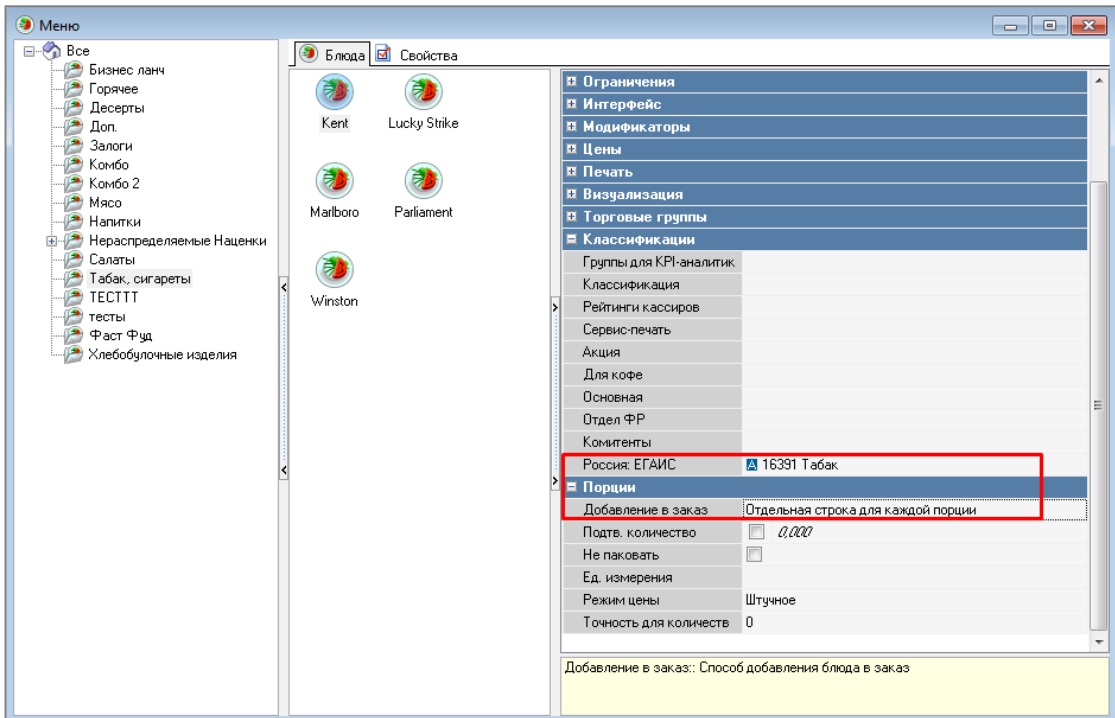 Меню
Все
Бизнес ланч
Горячее
Десерты
Доп.
Залоги
Комбо
Комбо 2
Мясо
Напитки
Нераспределяемые Наценки
Салаты
Табак, сигареты
ТЕСТТТ
тесты
Фаст Фуд
Хлебобулочные изделия
Блюда Свойства
Kent Lucky Strike
Marlboro Parliament
Winston
Ограничения
Интерфейс
Модификаторы
Цены
Печать
Визуализация
Торговые группы
Классификации
Группы для KPI-аналитик
Классификация
Рейтинги кассиров
Сервис-печать
Акция
Для кофе
Основная
Отдел ФР
Комитенты
Россия: ЕГАИС A 16391 Табак
Порции
Добавление в заказ Отдельная строка для каждой порции
Подтв. количество 0,000
Не паковать
Ед. измерения
Режим цены Штучное
Точность для количеств 0
Добавление в заказ:: Способ добавления блюда в заказ